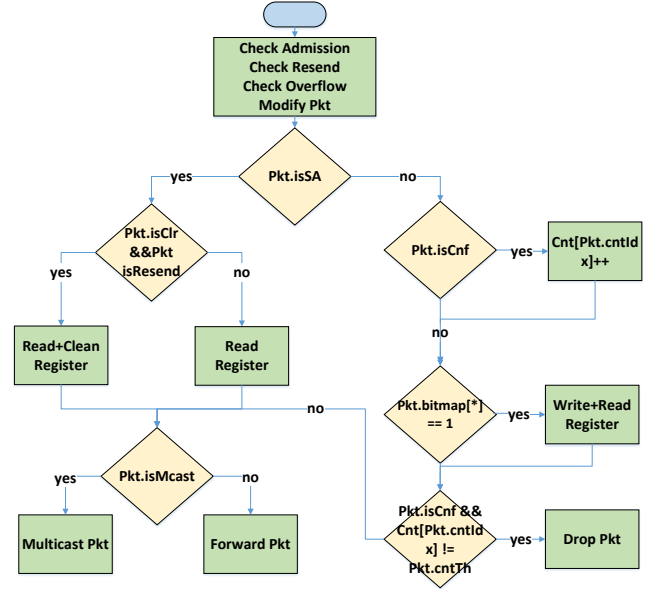 Check Admission
Check Resend
Check Overflow
Modify Pkt
Pkt.isSA
yes
no
Pkt.isClr
&&Pkt
isResend
Pkt.isCnf
yes
Cnt[Pkt.cntId
x]++
yes
no
no
Read+Clean
Register
Read
Register
Pkt.bitmap[*]
== 1
yes
Write+Read
Register
no
Pkt.isMcast
yes
no
Pkt.isCnf &&
Cnt[Pkt.cntId
x] !=
Pkt.cntTh
yes
Drop Pkt
Multicast Pkt
Forward Pkt